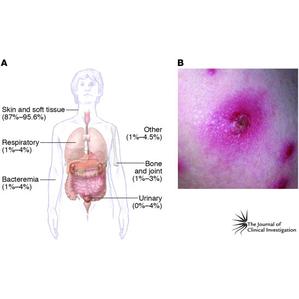 A
B
Skin and soft tissue
(87%–95.6%)
Respiratory
(1%–4%)
Bacteremia
(1%–4%)
Other
(1%–4.5%)
Bone
and joint
(1%–3%)
Urinary
(0%–4%)
The Journal of
Clinical Investigation